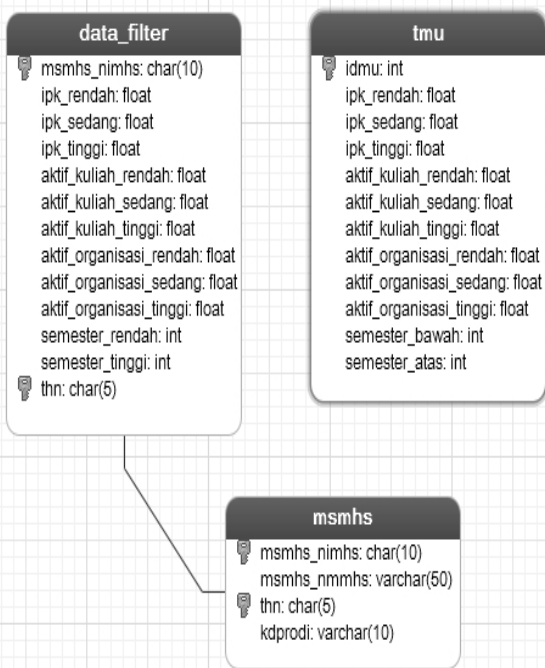 data_filter
msmhs_nimhs: char(10)
ipk_rendah: float
ipk_sedang: float
ipk_tinggi: float
aktif_kuliah_rendah: float
aktif_kuliah_sedang: float
aktif_kuliah_tinggi: float
aktif_organisasi_rendah: float
aktif_organisasi_sedang: float
aktif_organisasi_tinggi: float
semester_rendah: int
semester_tinggi: int
thn: char(5)
tmu
idmu: int
ipk_rendah: float
ipk_sedang: float
ipk_tinggi: float
aktif_kuliah_rendah: float
aktif_kuliah_sedang: float
aktif_kuliah_tinggi: float
aktif_organisasi_rendah: float
aktif_organisasi_sedang: float
aktif_organisasi_tinggi: float
semester_bawah: int
semester_atas: int
msmhs
msmhs_nimhs: char(10)
msmhs_nmmhs: varchar(50)
thn: char(5)
kdprodi: varchar(10)